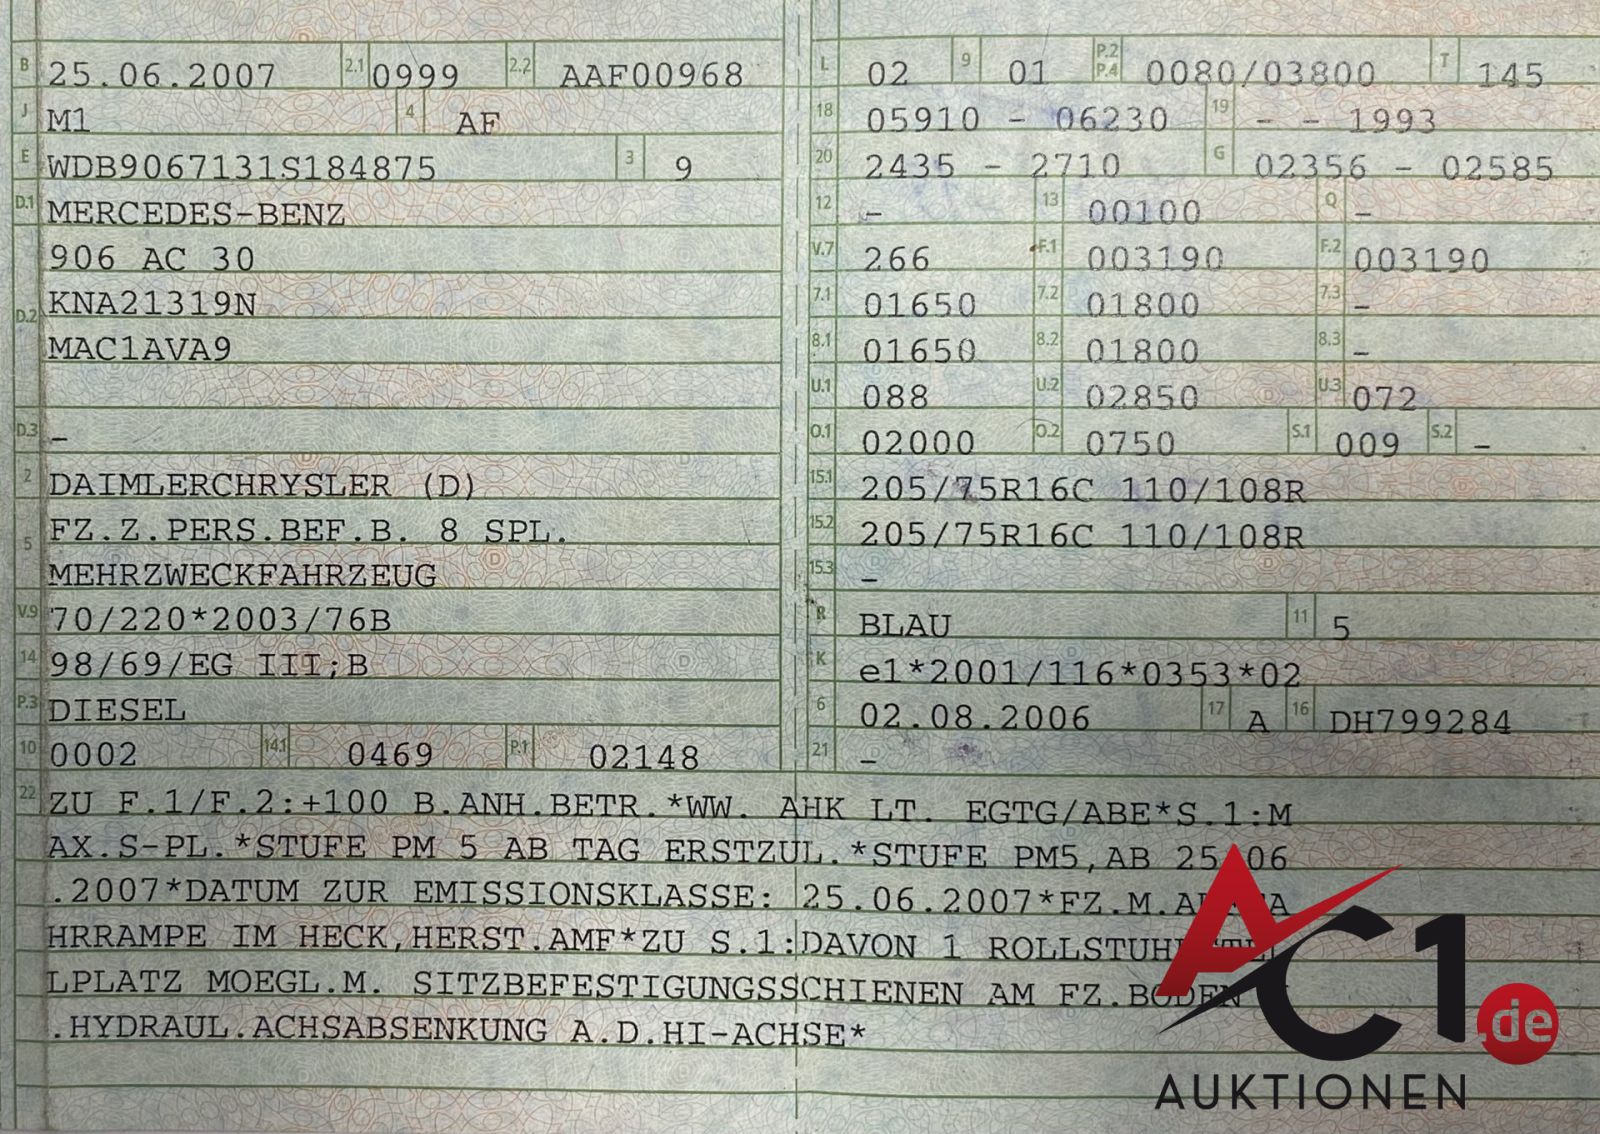 B 25.06.2007 2.1 0999 2.2 AAF00968
J M1 4 AF
E WDB9067131S184875 3 9
D.1 MERCEDES-BENZ
906 AC 30
KNA21319N
D.2
MAC1AVA9
D.3 –
2 DAIMLERCHRYSLER (D)
FZ.Z.PERS.BEF.B. 8 SPL.
5
MEHRZWECKFAHRZEUG
V.9 70/220*2003/76B
14 98/69/EG III;B
P.3 DIESEL
10 0002 14.1 0469 P.1 02148
L 02 9 01 P.2 P.4 0080/03800 T 145
18 05910 – 06230 19 – – 1993
20 2435 – 2710 G 02356 – 02585
12 – 13 00100 Q –
V.7 266 F.1 003190 F.2 003190
7.1 01650 7.2 01800 7.3 –
8.1 01650 8.2 01800 8.3 –
U.1 088 U.2 02850 U.3 072
O.1 02000 O.2 0750 S.1 009 S.2 –
15.1 205/75R16C 110/108R
15.2 205/75R16C 110/108R
15.3 –
R BLAU 11 5
K e1*2001/116*0353*02
6 02.08.2006 17 A 16 DH799284
21 –
22 ZU F.1/F.2:+100 B.ANH.BETR.*WW. AHK LT. EGTG/ABE*S.1:M
AX.S-PL.*STUFE PM 5 AB TAG ERSTZUL.*STUFE PM5,AB 25.06
.2007*DATUM ZUR EMISSIONSKLASSE: 25.06.2007*FZ.M.
HRRAMPE IM HECK,HERST.AMF*ZU S.1:DAVON 1
LPLATZ MOEGL.M. SITZBEFESTIGUNGSSCHIENEN AM FZ.BODEN
.HYDRAUL.ACHSABSENKUNG A.D.HI-ACHSE*
AC1.de
AUKTIONEN